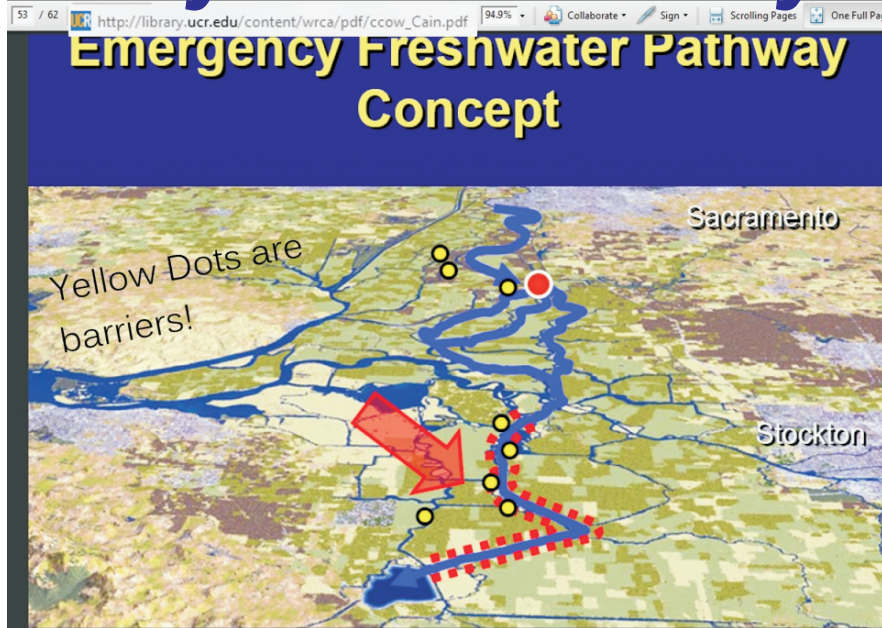 53 / 62
UCR http://library.ucr.edu/content/wrca/pdf/ccow_Cain.pdf
94.9%
Collaborate
Sign
Scrolling Pages
One Full Pa
Emergency Freshwater Pathway
Concept
Sacramento
Yellow Dots are
barriers!
Stockton